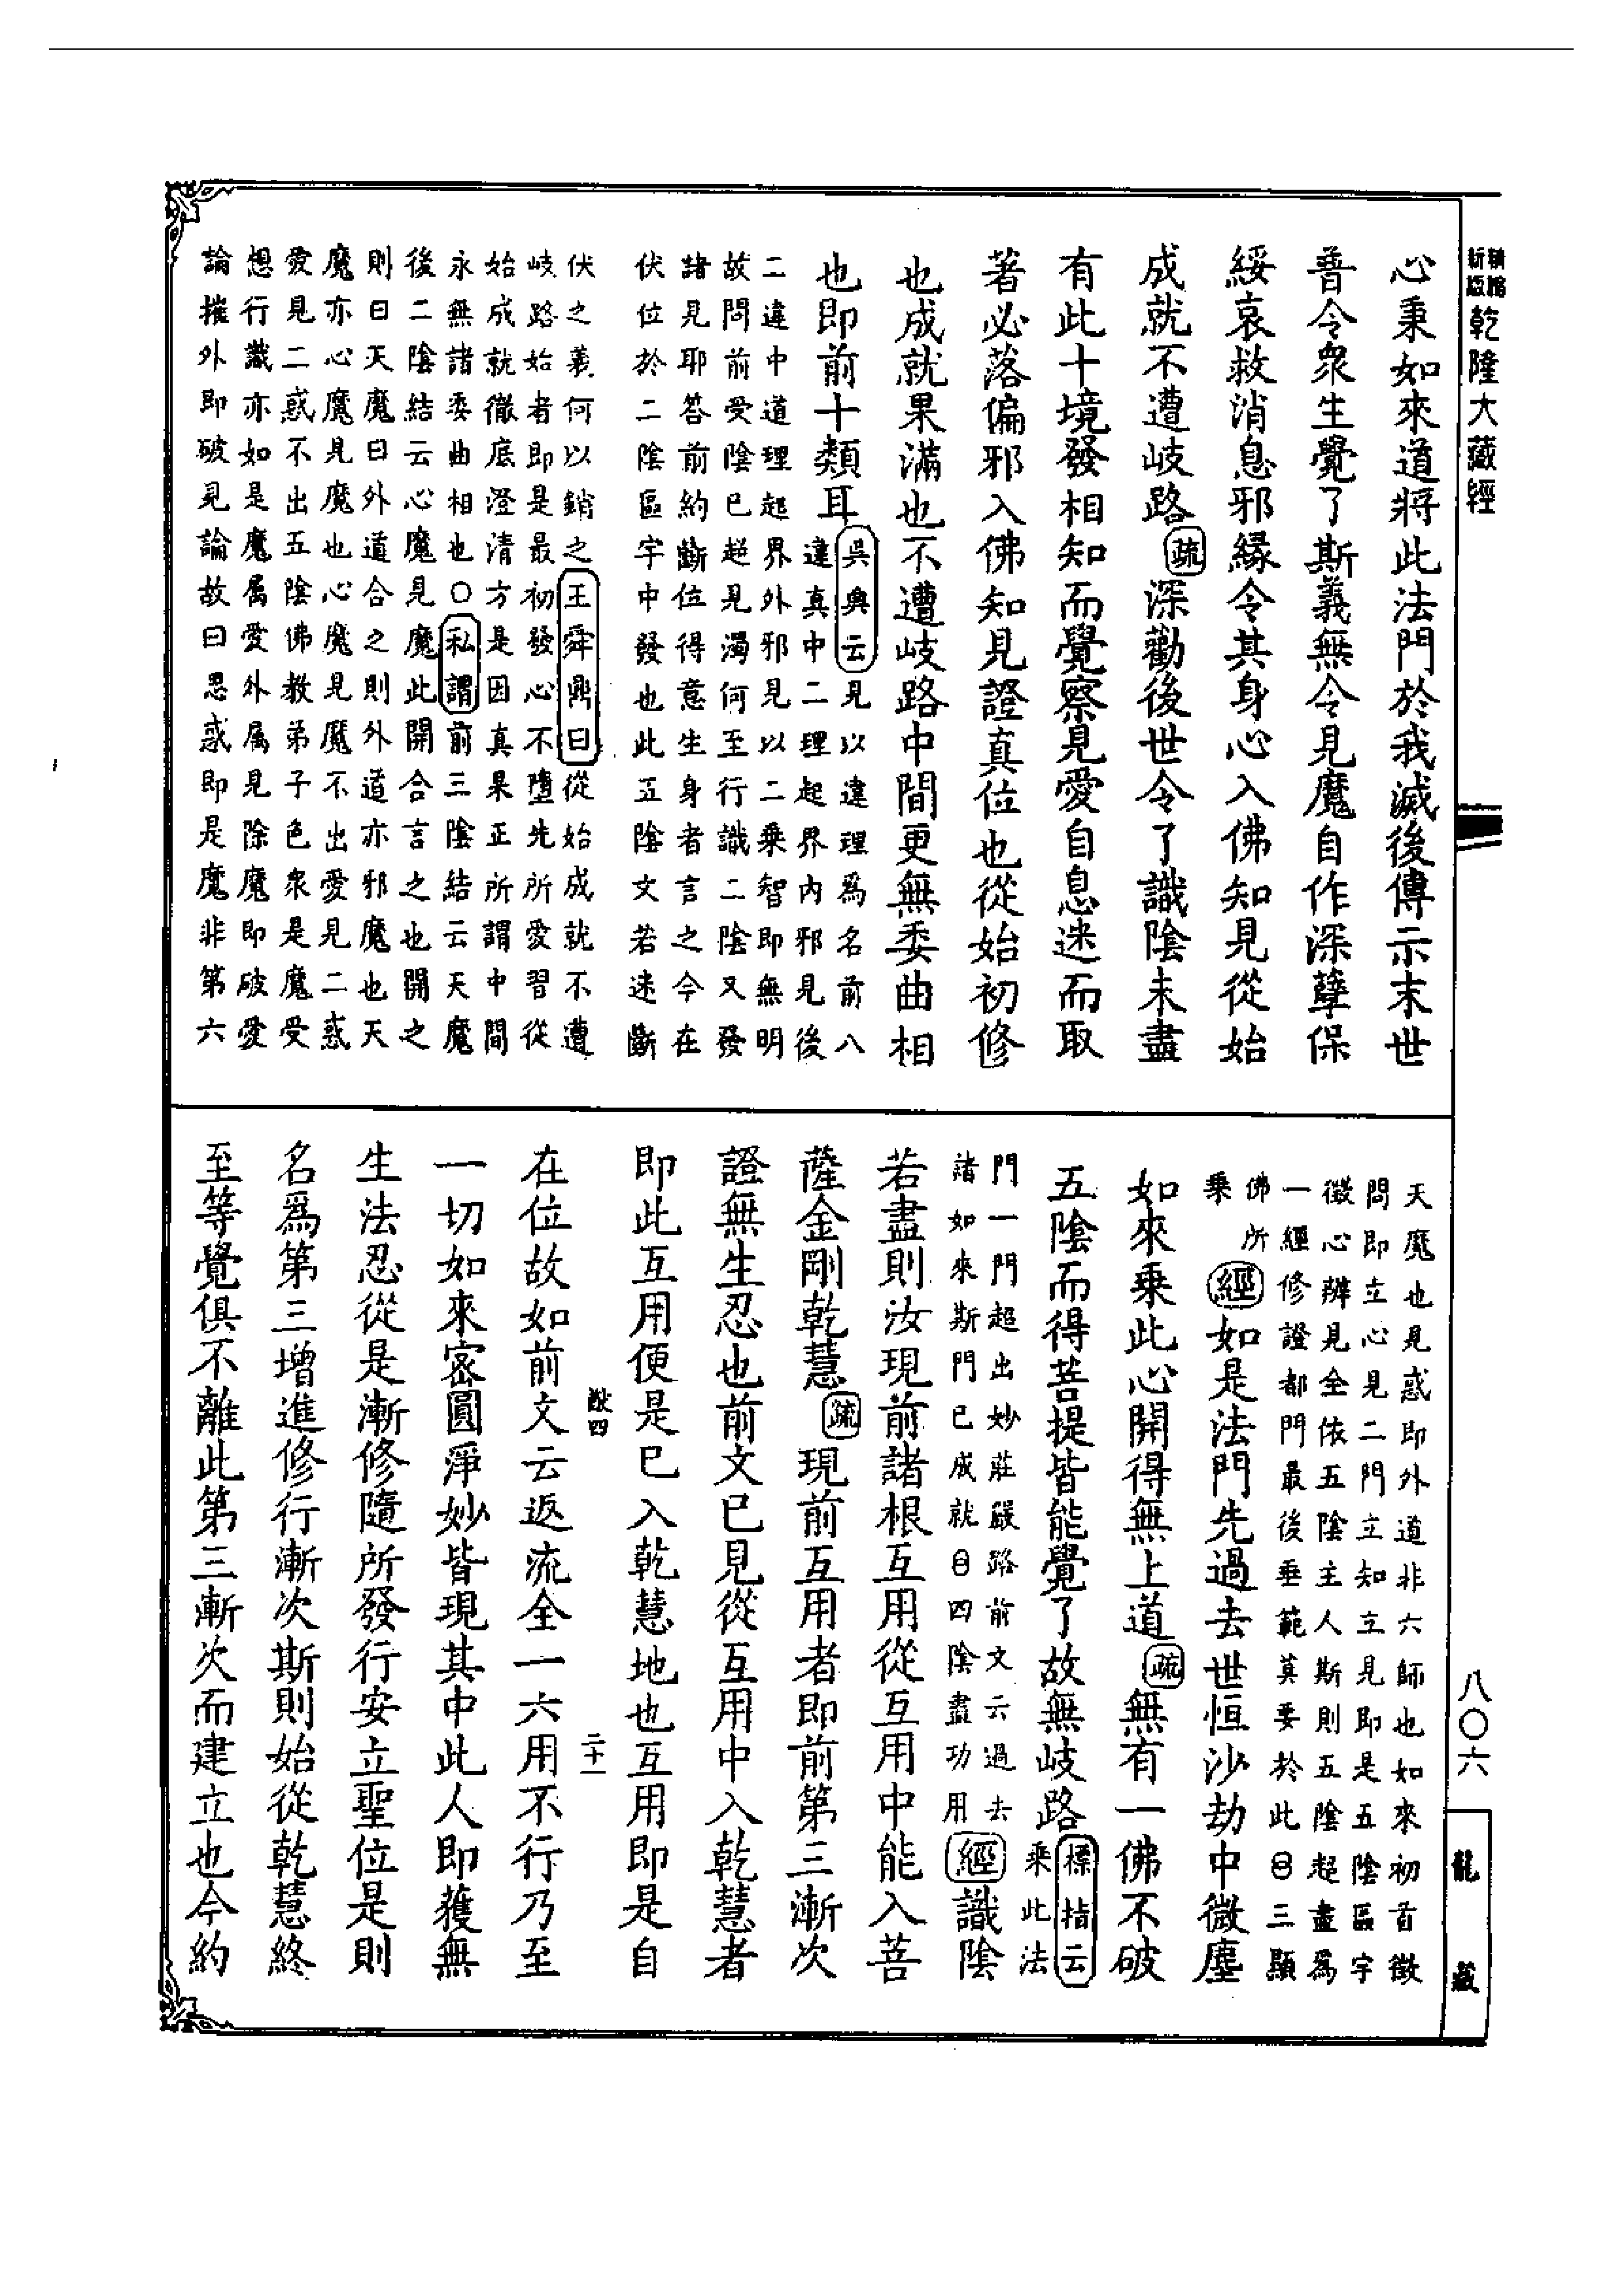 乾隆大藏經
心秉如來道將此法門於我滅後傳示末世
普令衆生覺了斯義無令見魔自作深孽保
綏哀救消息邪緣令其身心入佛知見從始
成就不遭岐路疏深勸後世令了識陰未盡
有此十境發相知而覺察見愛自息迷而取
著必落偏邪入佛知見證真位也從始初修
也成就果滿也不遭岐路中間更無委曲相
也即前十類耳吳興云見以違理爲名前八
違真中二理起界内邪見後
二違中道理起界外邪見以二乘智即無明
故問前受陰已超見濁何至行識二陰又發
諸見耶答前約斷位得意生身者言之今在
伏位於二陰區宇中發也此五陰文若迷斷
伏之義何以銷之王舜鼎曰從始成就不遭
岐路始者即是最初發心不墮先所愛習從
始成就徹底澄清方是因真果正所謂中間
永無諸委曲相也○私謂前三陰結云天魔
後二陰結云心魔見魔此開合言之也開之
則曰天魔曰外道合之則外道亦邪魔也天
魔亦心魔見魔也心魔見魔不出愛見二惑
愛見二惑不出五陰佛教弟子色衆是魔受
想行識亦如是魔属愛外属見除魔即破愛
論摧外即破見論故曰思惑即是魔非第六
天魔也見惑即外道非六師也如來初首徵
問即立心見二門立知立見即是五陰區宇
徵心辨見全依五陰主人斯則五陰超盡爲
一經修證都門最後垂範莫要於此㊀三顯
佛所
乘
經如是法門先過去世恒沙劫中微塵
如來乘此心開得無上道疏無有一佛不破
五陰而得菩提皆能覺了故無岐路標指云
乘此法
門一門超出妙莊嚴路前文云過去
諸如來斯門已成就㊀四陰盡功用
經識陰
若盡則汝現前諸根互用從互用中能入菩
薩金剛乾慧疏現前互用者即前第三漸次
證無生忍也前文已見從互用中入乾慧者
即此互用便是已入乾慧地也互用即是自
猷四
二十一
在位故如前文云返流全一六用不行乃至
一切如來密圓淨妙皆現其中此人即獲無
生法忍從是漸修隨所發行安立聖位是則
名爲第三增進修行漸次斯則始從乾慧終
至等覺俱不離此第三漸次而建立也今約
八〇六
龍藏